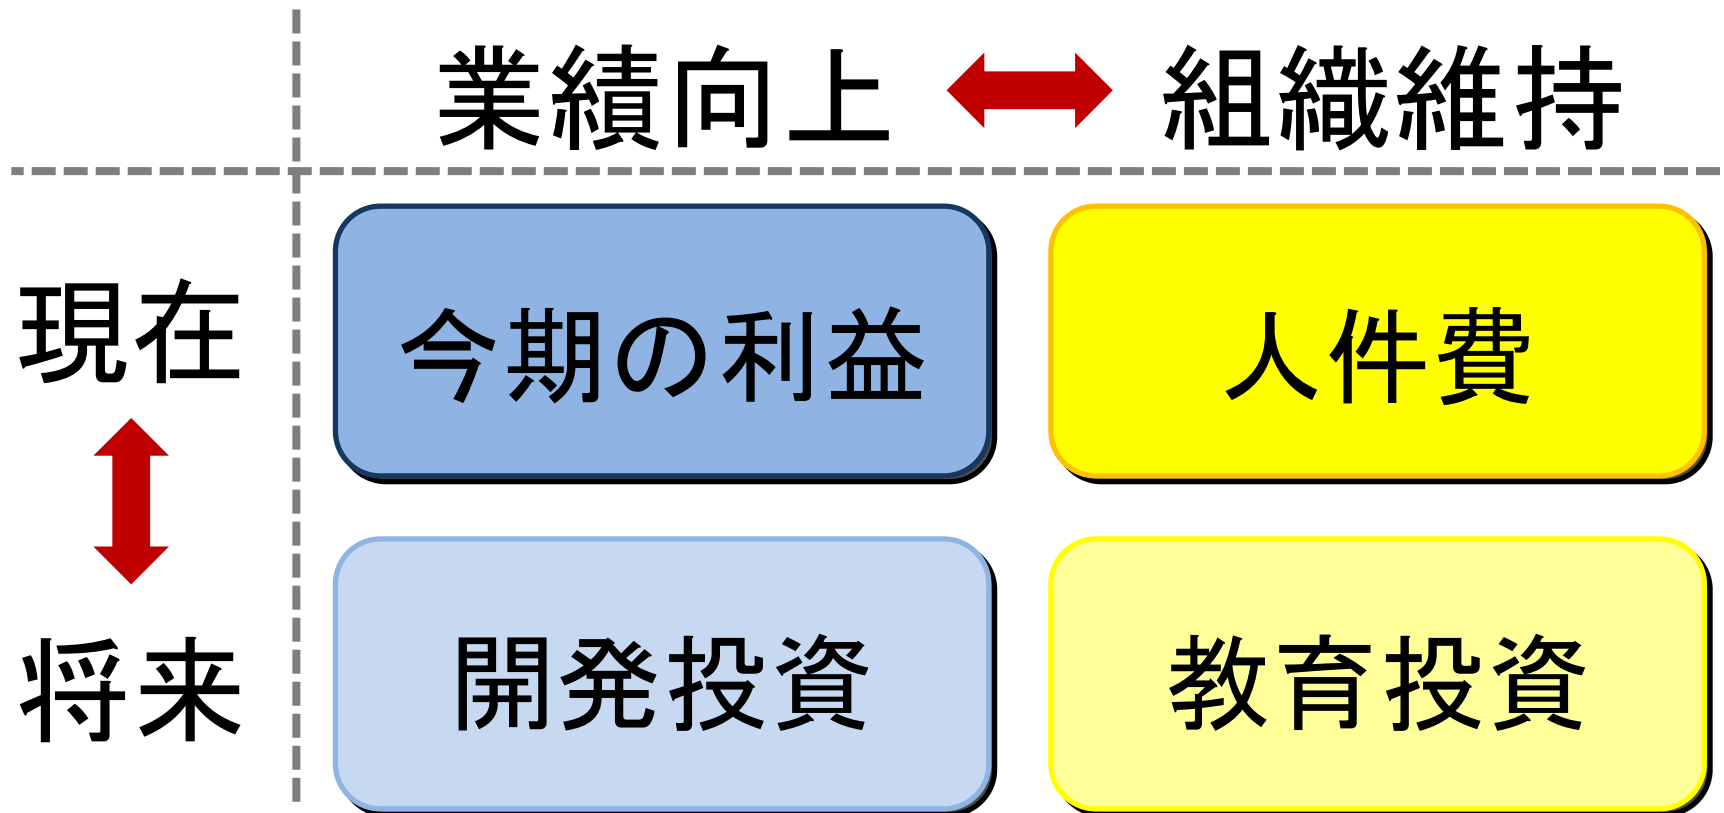 業績向上 組織維持
現在
今期の利益 人件費
将来
開発投資 教育投資